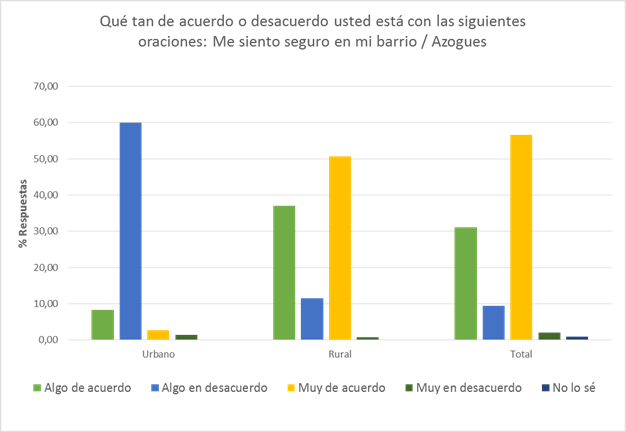 Qué tan de acuerdo o desacuerdo usted está con las siguientes
oraciones: Me siento seguro en mi barrio / Azogues
70,00
60,00
50,00
40,00
30,00
20,00
10,00
0,00
% Respuestas
Urbano Rural Total
Algo de acuerdo Algo en desacuerdo Muy de acuerdo Muy en desacuerdo No lo sé